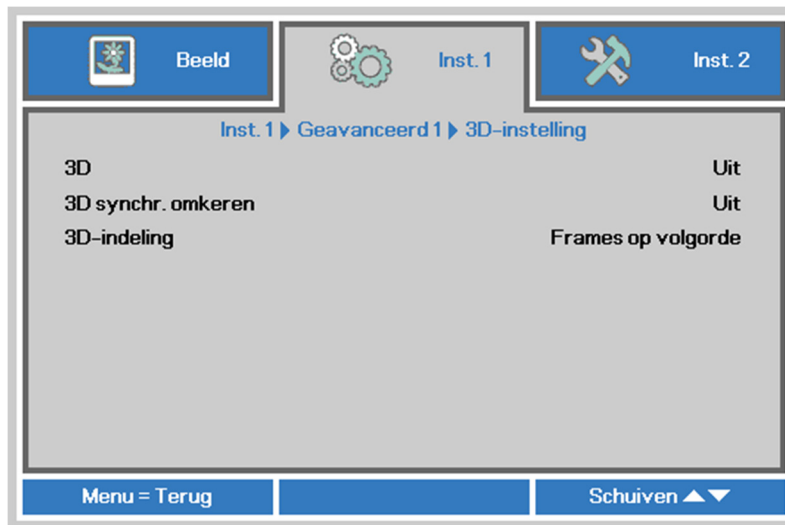 Beeld Inst. 1 Inst. 2
Inst. 1 Geavanceerd 1 3D-instelling
3D Uit
3D synchr. omkeren Uit
3D-indeling Frames op volgorde
Menu = Terug Schuiven ▲▼